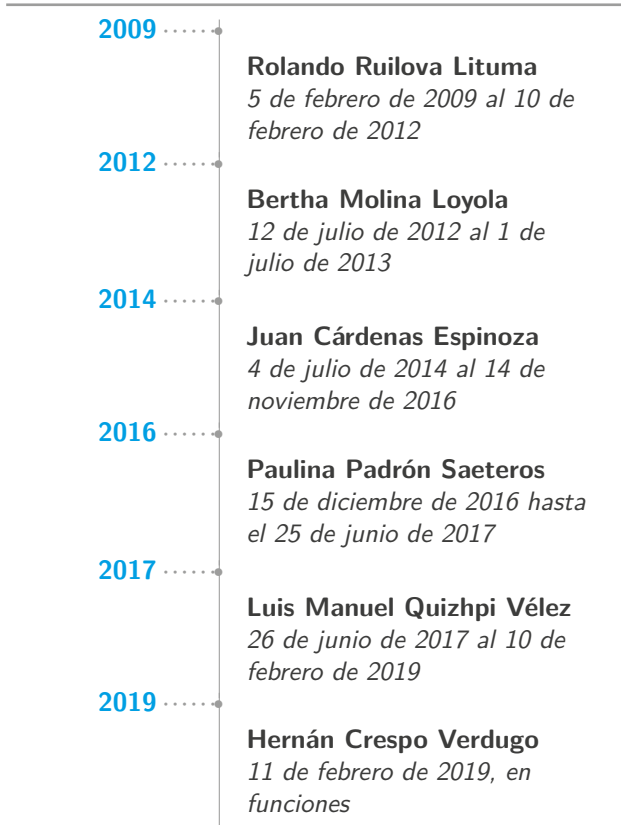 2009
Rolando Ruilova Lituma
5 de febrero de 2009 al 10 de
febrero de 2012
2012
Bertha Molina Loyola
12 de julio de 2012 al 1 de
julio de 2013
2014
Juan Cárdenas Espinoza
4 de julio de 2014 al 14 de
noviembre de 2016
2016
Paulina Padrón Saeteros
15 de diciembre de 2016 hasta
el 25 de junio de 2017
2017
Luis Manuel Quizhpi Vélez
26 de junio de 2017 al 10 de
febrero de 2019
2019
Hernán Crespo Verdugo
11 de febrero de 2019, en
funciones